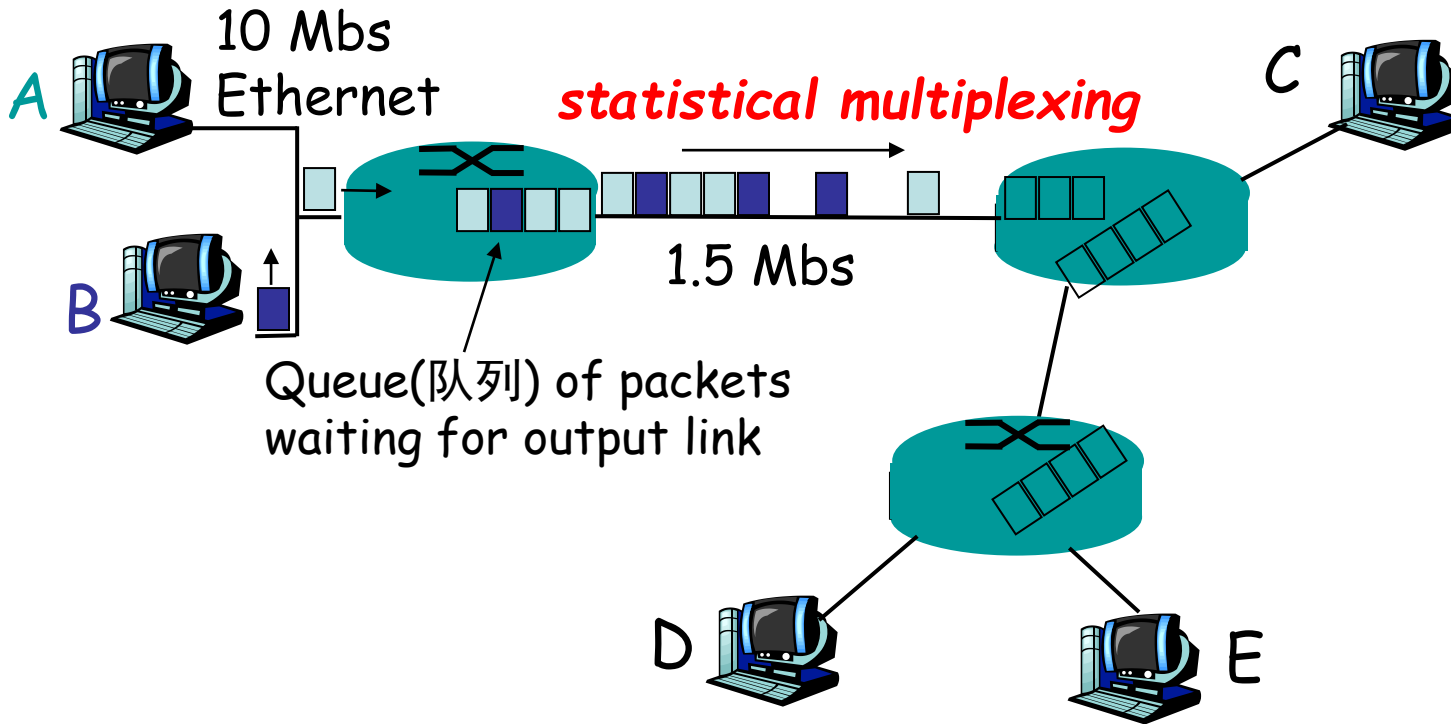 10 Mbs
Ethernet
A
statistical multiplexing
C
1.5 Mbs
B
Queue(队列) of packets
waiting for output link
D
E